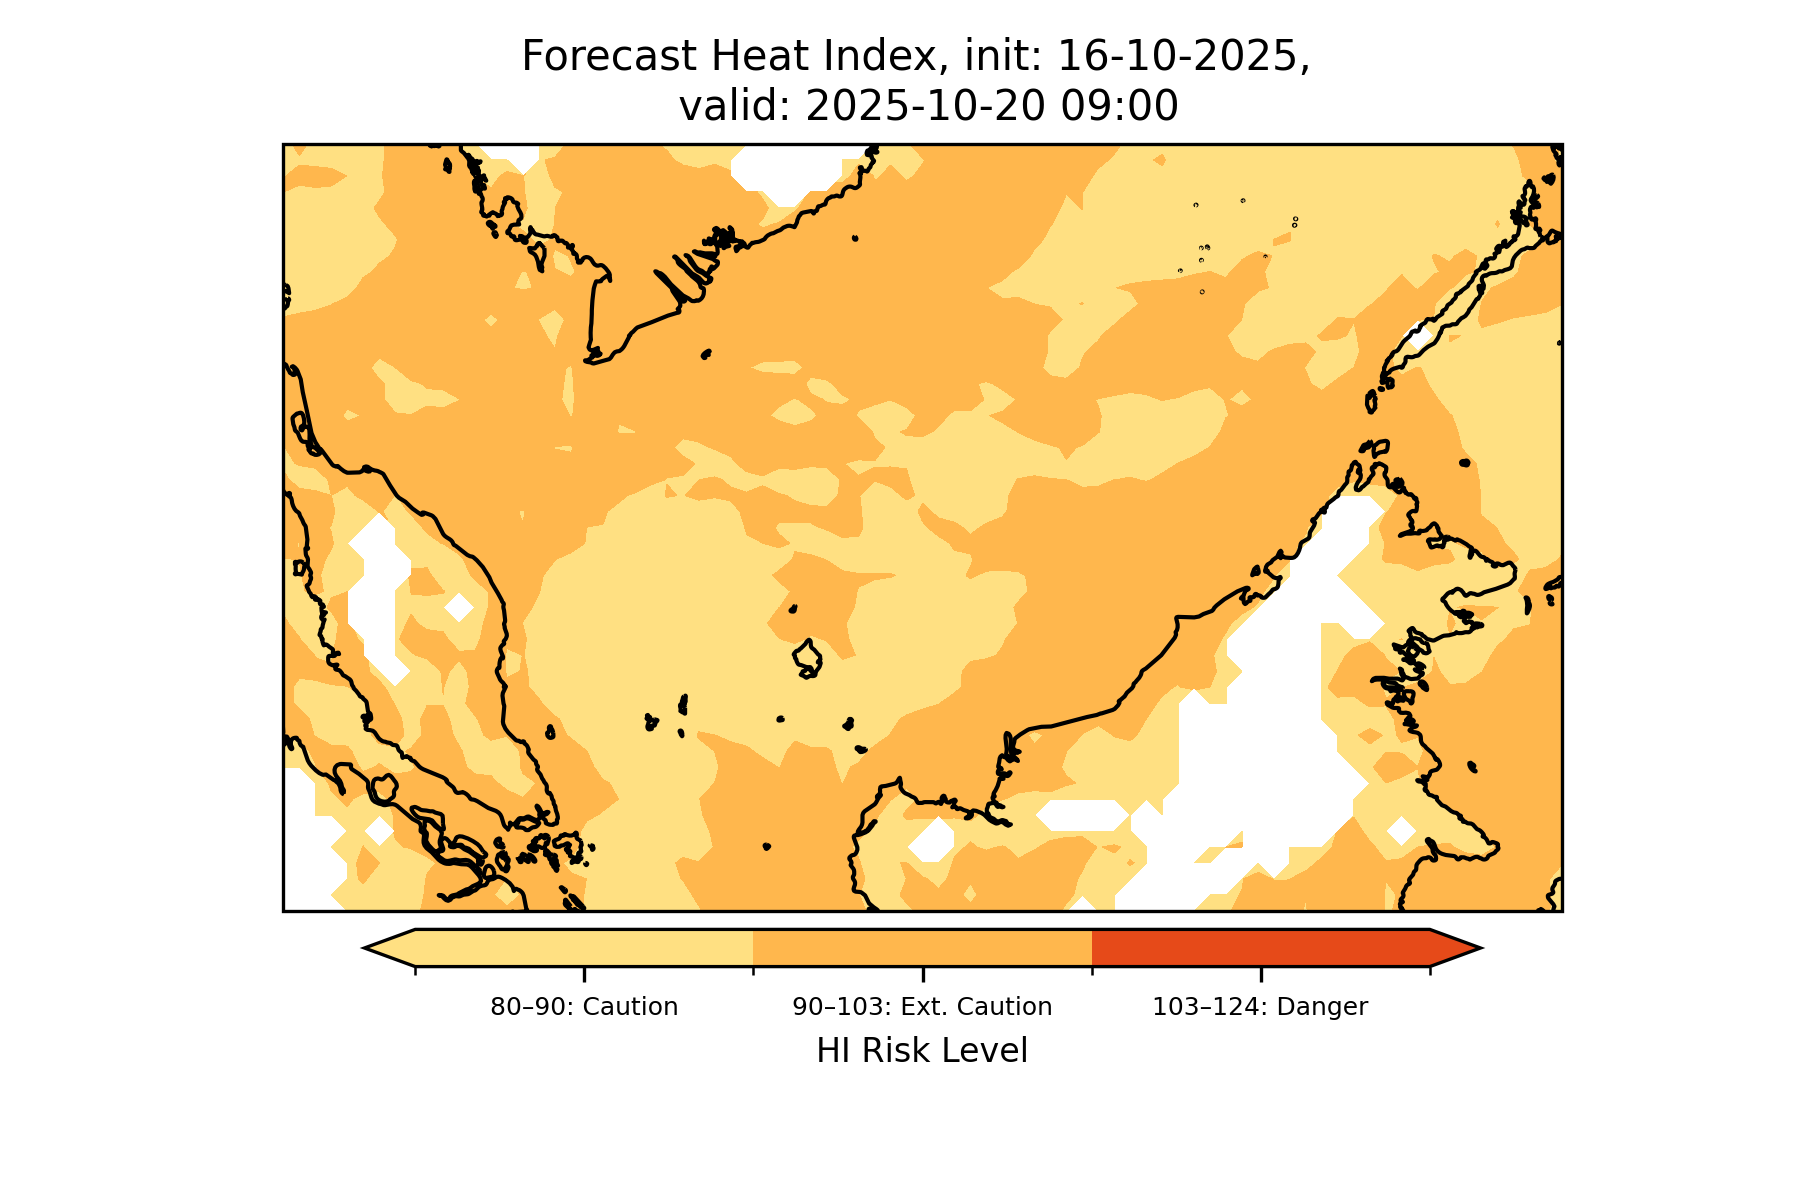 Forecast Heat Index, init: 16-10-2025,
valid: 2025-10-20 09:00
80–90: Caution
90–103: Ext. Caution
103–124: Danger
HI Risk Level